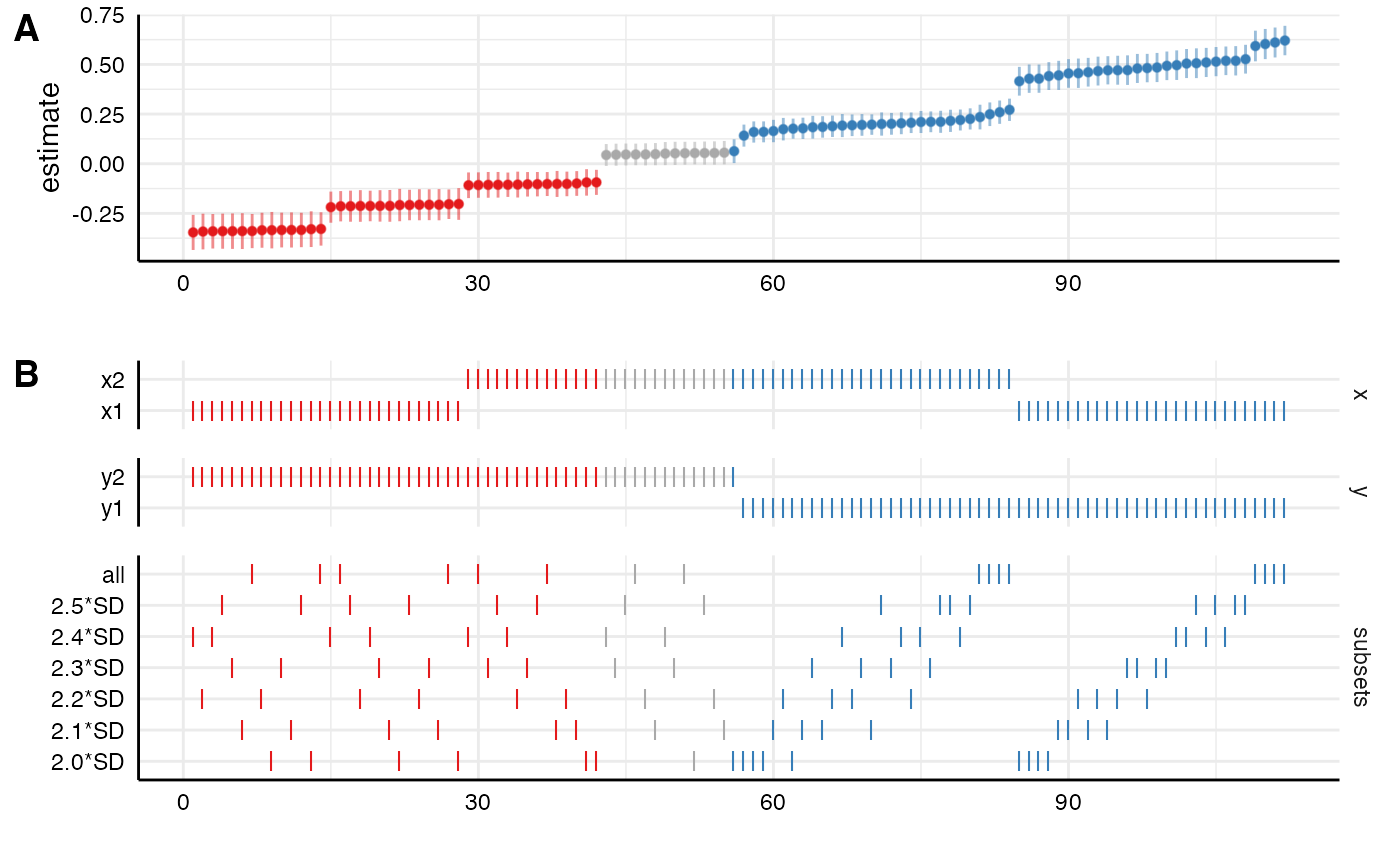 A
0.75
0.50
0.25
0.00
-0.25
estimate
0 30 60 90
B
x2
x1
x
y2
y1
y
all
2.5*SD
2.4*SD
2.3*SD
2.2*SD
2.1*SD
2.0*SD
subsets
0 30 60 90